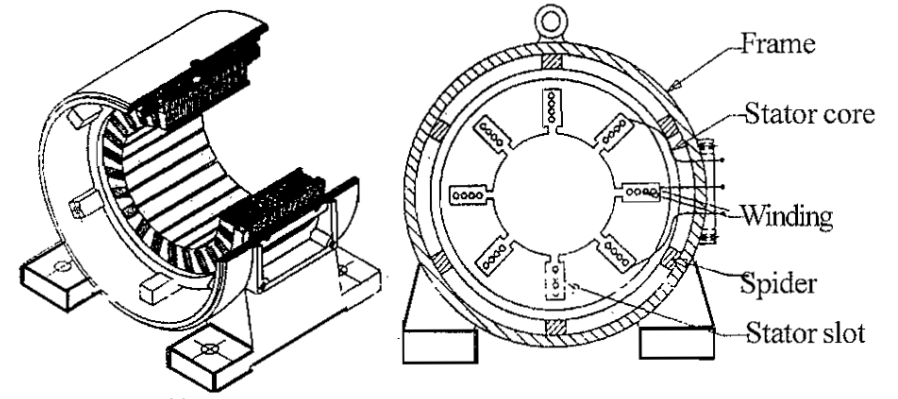 Frame
Stator core
Winding
Spider
Stator slot